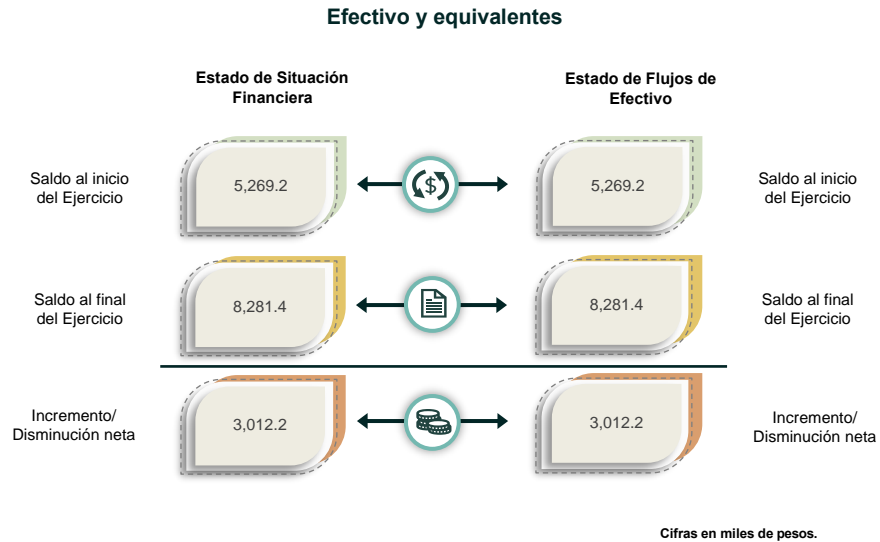 Efectivo y equivalentes
Estado de Situación
Financiera
Estado de Flujos de
Efectivo
Saldo al inicio
del Ejercicio
5,269.2
$
5,269.2
Saldo al inicio
del Ejercicio
Saldo al final
del Ejercicio
8,281.4
8,281.4
Saldo al final
del Ejercicio
Incremento/
Disminución neta
3,012.2
3,012.2
Incremento/
Disminución neta
Cifras en miles de pesos.